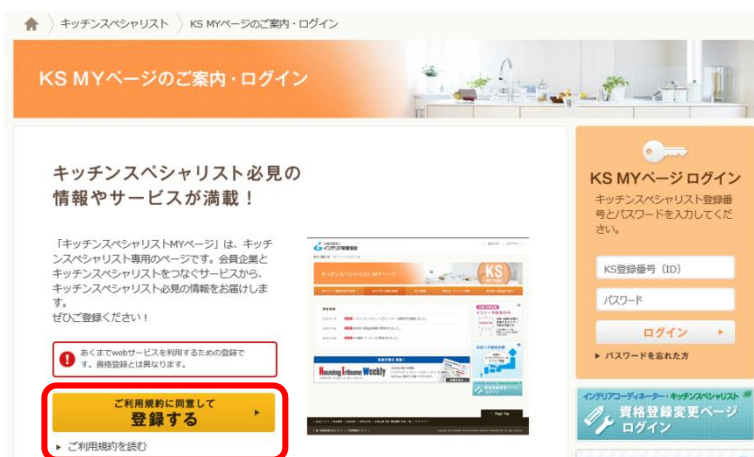 キッチンスペシャリスト 〉 KS MYページのご案内・ログイン
KS MYページのご案内・ログイン
キッチンスペシャリスト必見の
情報やサービスが満載！
「キッチンスペシャリストMYページ」は、キッチ
ンスペシャリスト専用のページです。会員企業と
キッチンスペシャリストをつなぐサービスから、
キッチンスペシャリスト必見の情報をお届けしま
す。
ぜひご登録ください！
あくまでwebサービスを利用するための登録で
す。資格登録とは異なります。
ご利用規約に同意して
登録する
ご利用規約を読む
インテリア産業協会
キッチンスペシャリスト MYページ
KS
Housing Tribune Weekly
Page Top
KS MYページ ログイン
キッチンスペシャリスト登録番
号とパスワードを入力してくだ
さい。
KS登録番号（ID）
パスワード
ログイン
パスワードを忘れた方
インテリアコーディネーター・キッチンスペシャリスト
資格登録変更ページ
ログイン